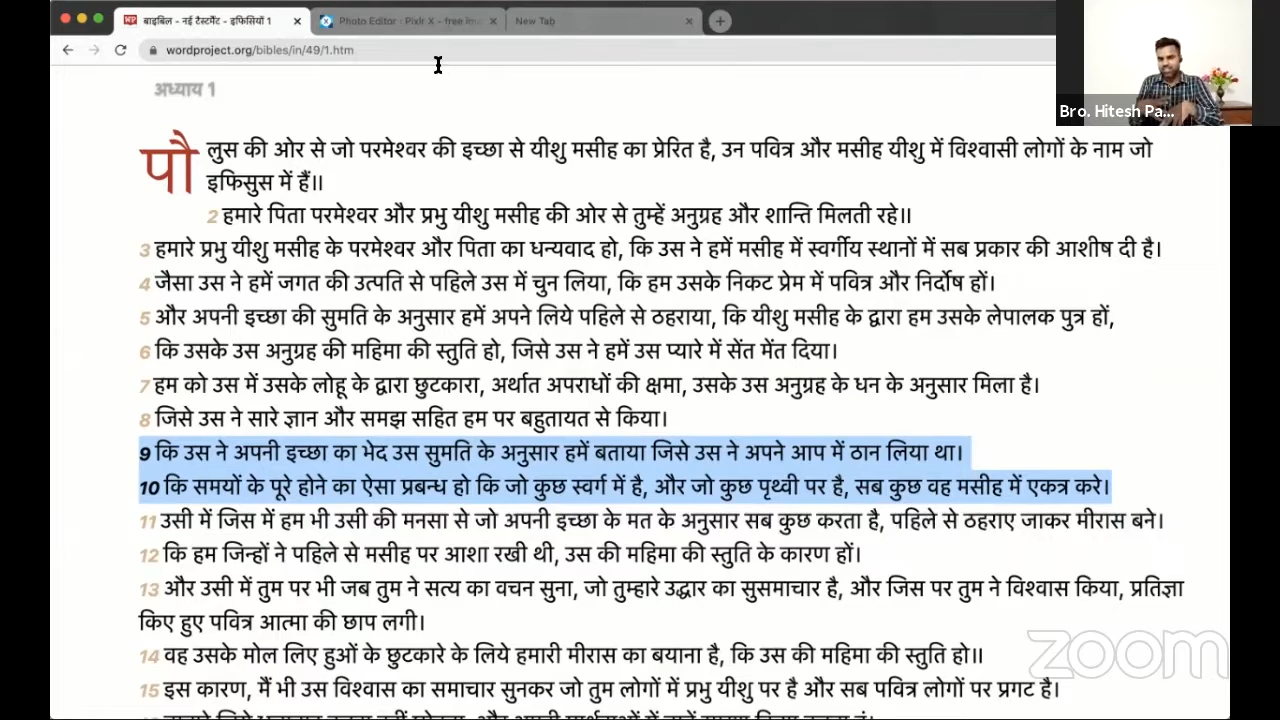 बाइबिल - नई टैस्टमैंट - इफिसियों 1
Photo Editor : Pixlr X - free ima
New Tab
wordproject.org/bibles/in/49/1.htm
Bro. Hitesh Pa...
अध्याय 1
पौलुस की ओर से जो परमेश्वर की इच्छा से यीशु मसीह का प्रेरित है, उन पवित्र और मसीह यीशु में विश्वासी लोगों के नाम जो
इफिसुस में हैं॥
2 हमारे पिता परमेश्वर और प्रभु यीशु मसीह की ओर से तुम्हें अनुग्रह और शान्ति मिलती रहे॥
3 हमारे प्रभु यीशु मसीह के परमेश्वर और पिता का धन्यवाद हो, कि उस ने हमें मसीह में स्वर्गीय स्थानों में सब प्रकार की आशीष दी है।
4 जैसा उस ने हमें जगत की उत्पति से पहिले उस में चुन लिया, कि हम उसके निकट प्रेम में पवित्र और निर्दोष हों।
5 और अपनी इच्छा की सुमति के अनुसार हमें अपने लिये पहिले से ठहराया, कि यीशु मसीह के द्वारा हम उसके लेपालक पुत्र हों,
6 कि उसके उस अनुग्रह की महिमा की स्तुति हो, जिसे उस ने हमें उस प्यारे में सेंत मेंत दिया।
7 हम को उस में उसके लोहू के द्वारा छुटकारा, अर्थात अपराधों की क्षमा, उसके उस अनुग्रह के धन के अनुसार मिला है।
8 जिसे उस ने सारे ज्ञान और समझ सहित हम पर बहुतायत से किया।
9 कि उस ने अपनी इच्छा का भेद उस सुमति के अनुसार हमें बताया जिसे उस ने अपने आप में ठान लिया था।
10 कि समयों के पूरे होने का ऐसा प्रबन्ध हो कि जो कुछ स्वर्ग में है, और जो कुछ पृथ्वी पर है, सब कुछ वह मसीह में एकत्र करे।
11 उसी में जिस में हम भी उसी की मनसा से जो अपनी इच्छा के मत के अनुसार सब कुछ करता है, पहिले से ठहराए जाकर मीरास बने।
12 कि हम जिन्हों ने पहिले से मसीह पर आशा रखी थी, उस की महिमा की स्तुति के कारण हों।
13 और उसी में तुम पर भी जब तुम ने सत्य का वचन सुना, जो तुम्हारे उद्धार का सुसमाचार है, और जिस पर तुम ने विश्वास किया, प्रतिज्ञा
किए हुए पवित्र आत्मा की छाप लगी।
14 वह उसके मोल लिए हुओं के छुटकारे के लिये हमारी मीरास का बयाना है, कि उस की महिमा की स्तुति हो॥
15 इस कारण, मैं भी उस विश्वास का समाचार सुनकर जो तुम लोगों में प्रभु यीशु पर है और सब पवित्र लोगों पर प्रगट है।
zoom